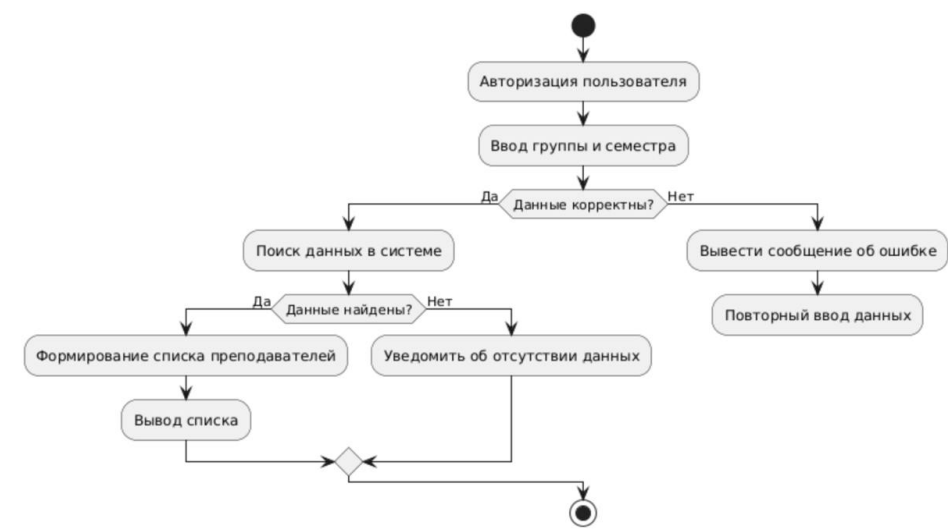 Авторизация пользователя
Ввод группы и семестра
Да
Данные корректны?
Нет
Поиск данных в системе
Вывести сообщение об ошибке
Да
Данные найдены?
Нет
Повторный ввод данных
Формирование списка преподавателей
Уведомить об отсутствии данных
Вывод списка